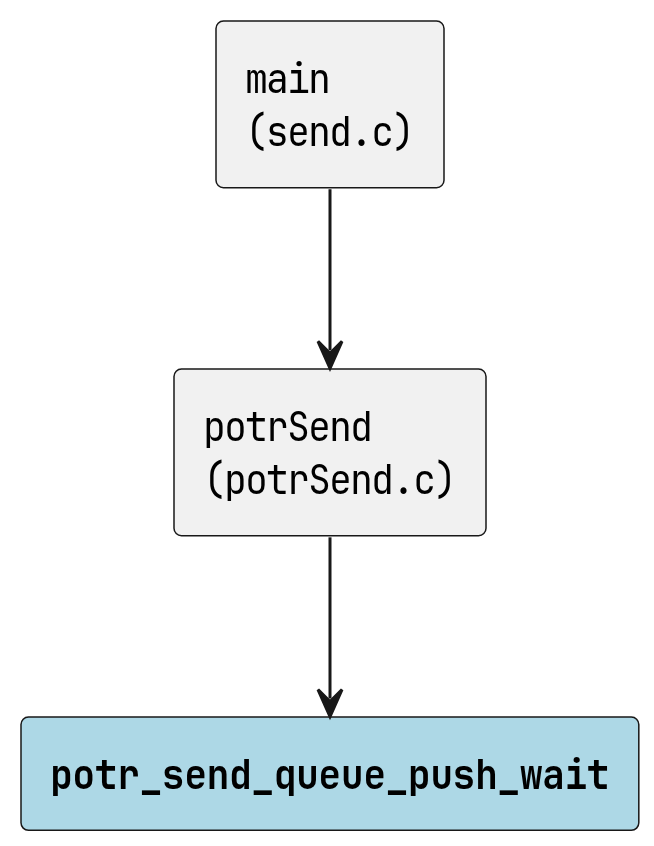 main
(send.c)
potrSend
(potrSend.c)
potr_send_queue_push_wait